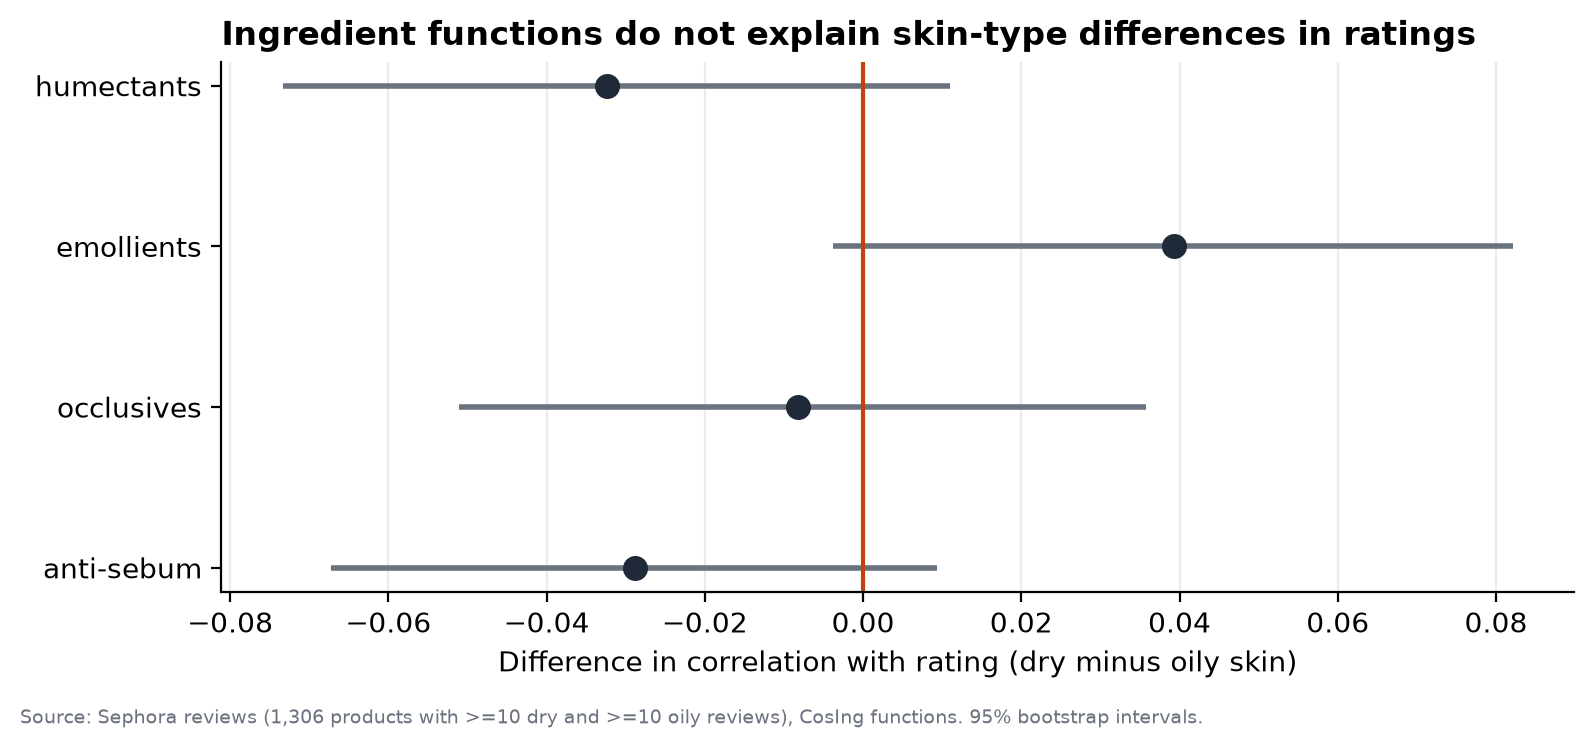 Ingredient functions do not explain skin-type differences in ratings
humectants
emollients
occlusives
anti-sebum
−0.08 −0.06 −0.04 −0.02 0.00 0.02 0.04 0.06 0.08
Difference in correlation with rating (dry minus oily skin)
Source: Sephora reviews (1,306 products with >=10 dry and >=10 oily reviews), CosIng functions. 95% bootstrap intervals.